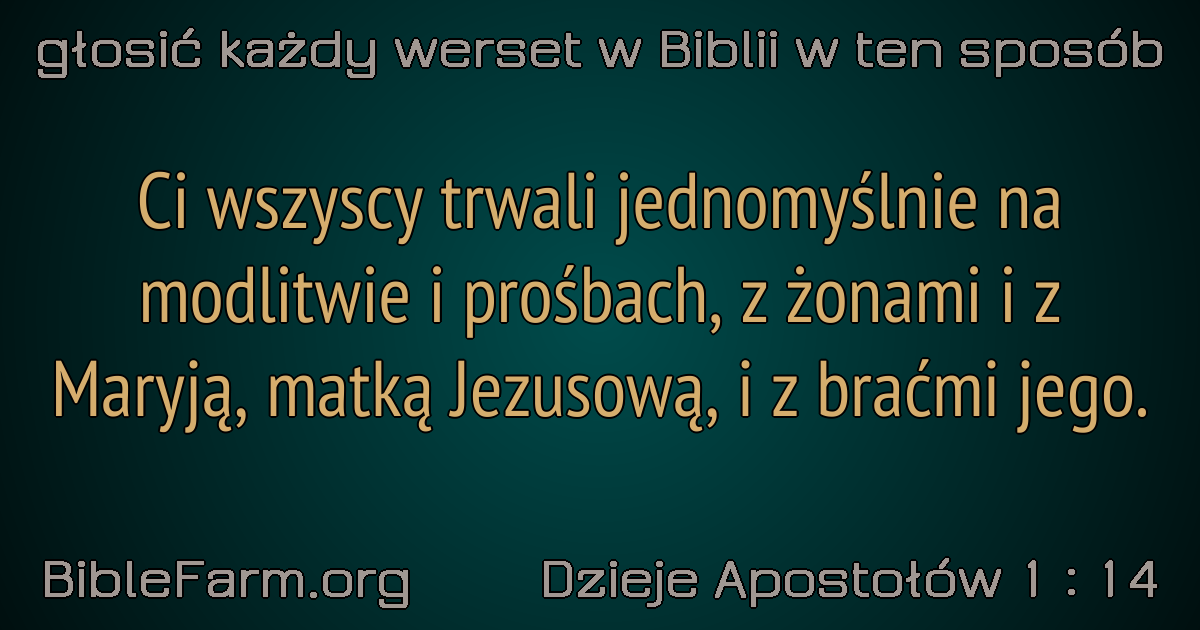 głosić każdy werset w Biblii w ten sposób
Ci wszyscy trwali jednomyślnie na
modlitwie i prośbach, z żonami i z
Maryją, matką Jezusową, i z braćmi jego.
BibleFarm.org
Dzieje Apostołów 1 : 14